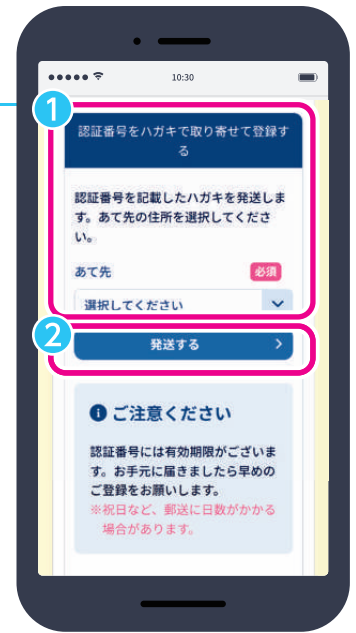 10:30
1
認証番号をハガキで取り寄せて登録す
る
認証番号を記載したハガキを発送しま
す。あて先の住所を選択してくださ
い。
あて先 必須
選択してください
2
発送する
ご注意ください
認証番号には有効期限がございま
す。お手元に届きましたら早めの
ご登録をお願いします。
※祝日など、郵送に日数がかかる
場合があります。